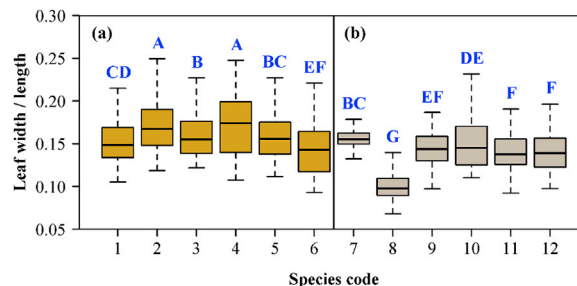 (a)
(b)
Leaf width / length
0.30
0.25
0.20
0.15
0.10
0.05
CD
A
B
A
BC
EF
BC
G
EF
DE
F
F
1 2 3 4 5 6 7 8 9 10 11 12
Species code